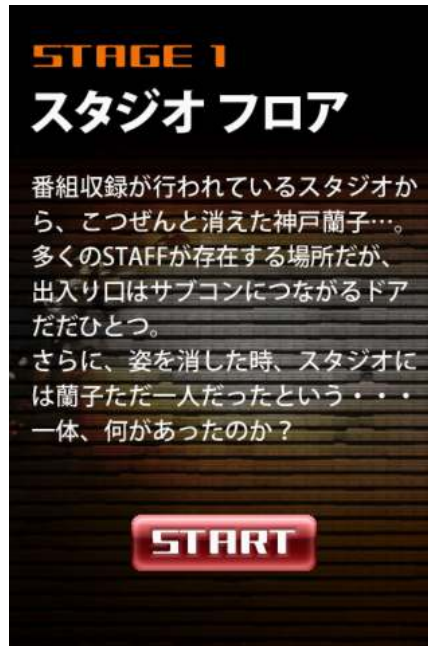 STAGE 1
スタジオ フロア
番組収録が行われているスタジオか
ら、こつぜんと消えた神戸蘭子…。
多くのSTAFFが存在する場所だが、
出入り口はサブコンにつながるドア
だだひとつ。
さらに、姿を消した時、スタジオに
は蘭子ただ一人だったという・・・
一体、何があったのか？
START